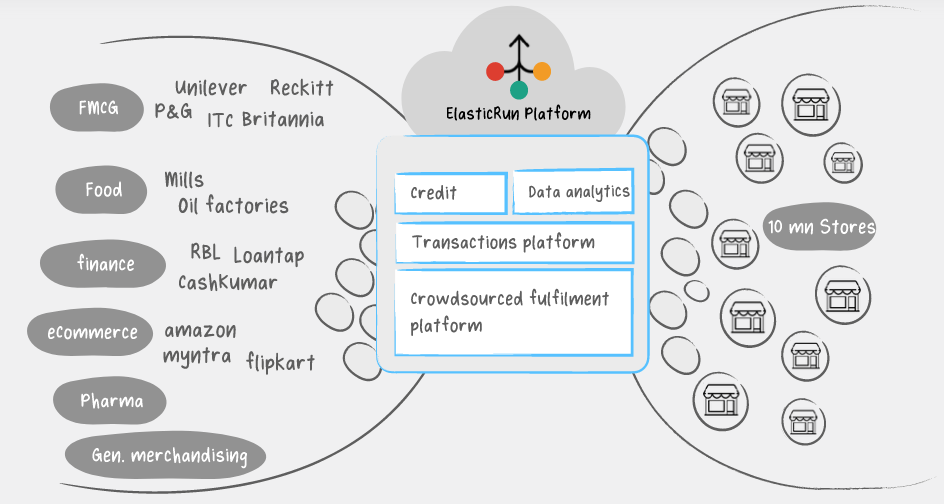 ElasticRun Platform
FMCG
Unilever Reckitt
P&G ITC Britannia
Food
Mills
Oil factories
finance
RBL Loantap
CashKumar
ecommerce
amazon
myntra flipkart
Pharma
Gen. merchandising
Credit
Data analytics
Transactions platform
Crowdsourced fulfilment
platform
10 mn Stores